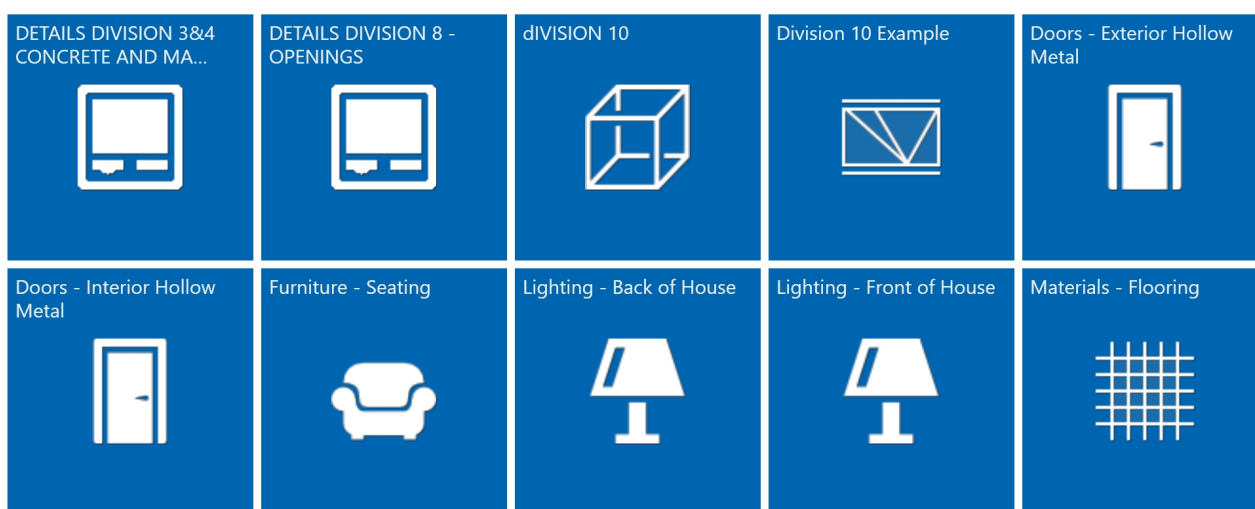 DETAILS DIVISION 3&4
CONCRETE AND MA...
DETAILS DIVISION 8 -
OPENINGS
dIVISION 10
Division 10 Example
Doors - Exterior Hollow
Metal
Doors - Interior Hollow
Metal
Furniture - Seating
Lighting - Back of House
Lighting - Front of House
Materials - Flooring